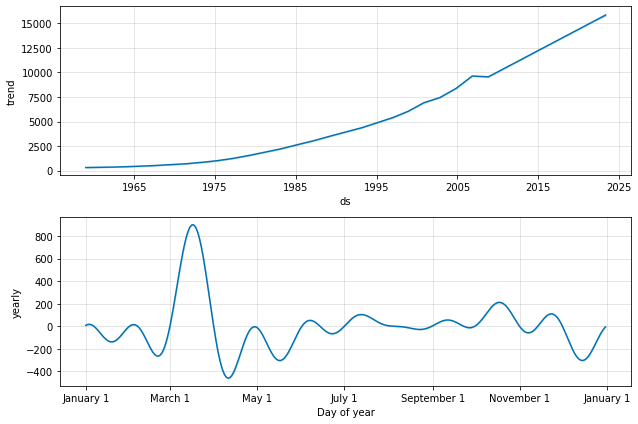 15000
12500
10000
7500
5000
2500
0
trend
1965 1975 1985 1995 2005 2015 2025
ds
800
600
400
200
0
−200
−400
yearly
January 1 March 1 May 1 July 1 September 1 November 1 January 1
Day of year